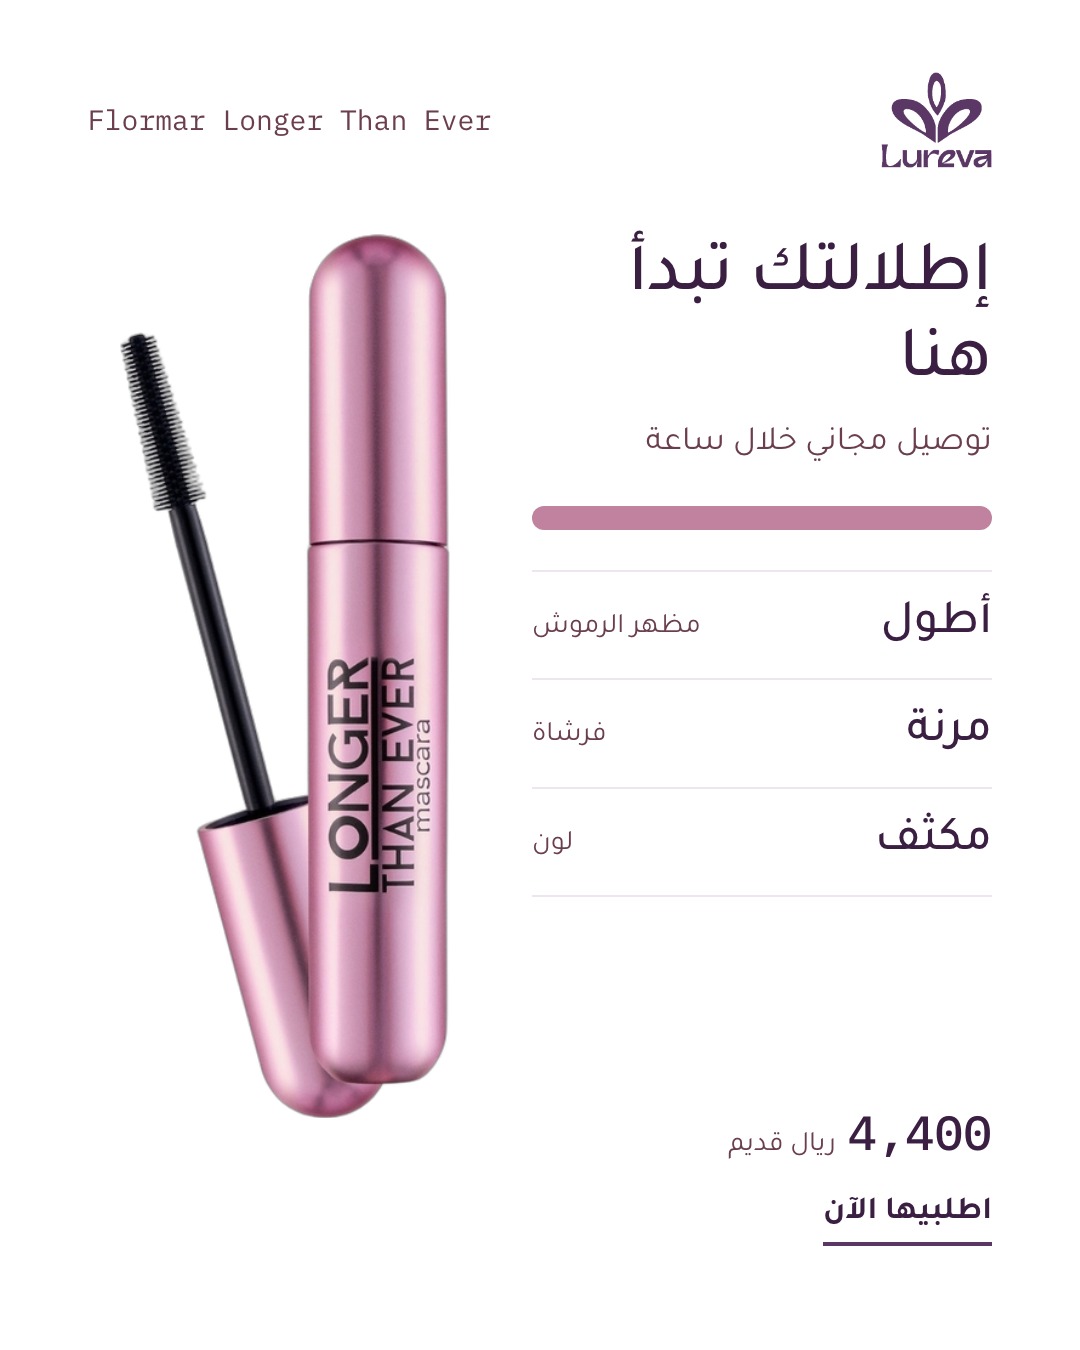 Flormar Longer Than Ever
Lureva
إطلالتك تبدأ
هنا
توصيل مجاني خلال ساعة
أطول مظهر الرموش
مرنة فرشاة
مكثف لون
LONGER
THAN EVER
mascara
4,400 ريال قديم
اطلبيها الآن